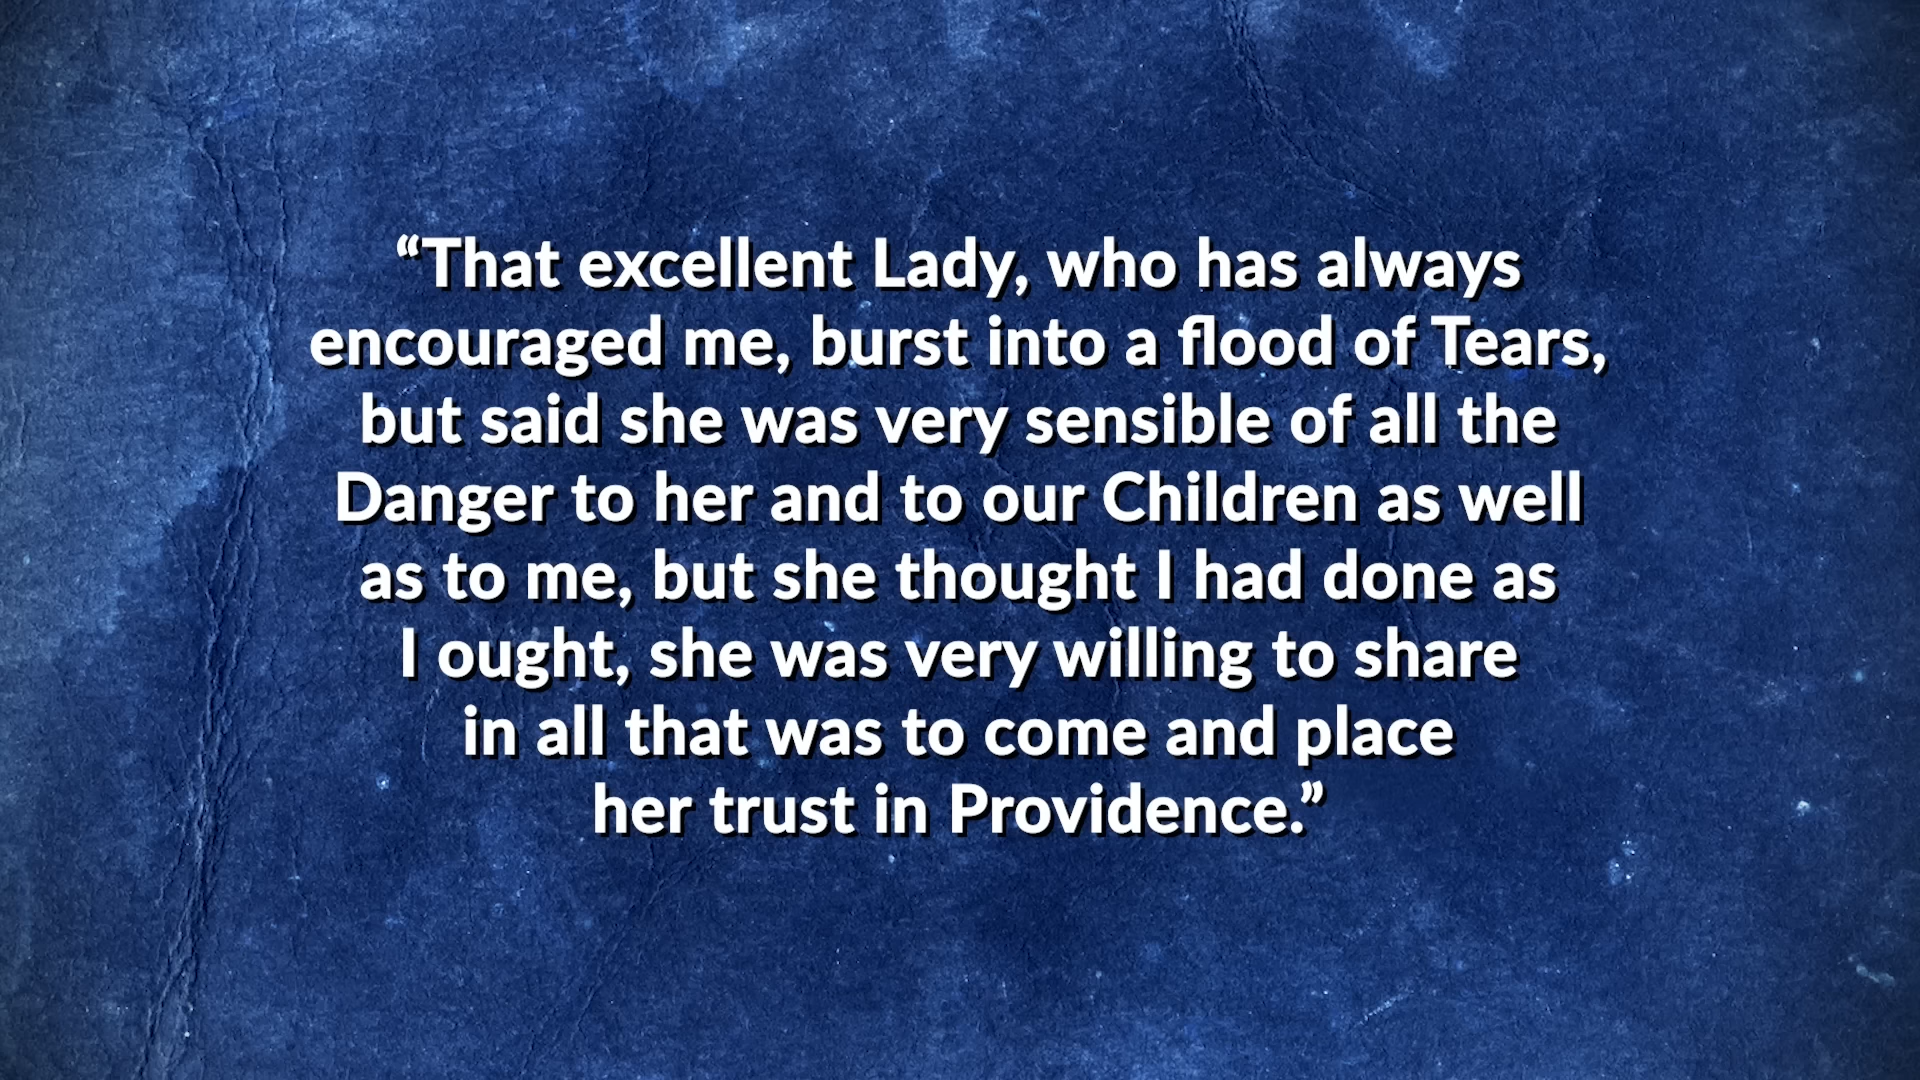 “That excellent Lady, who has always
encouraged me, burst into a flood of Tears,
but said she was very sensible of all the
Danger to her and to our Children as well
as to me, but she thought I had done as
I ought, she was very willing to share
in all that was to come and place
her trust in Providence.”